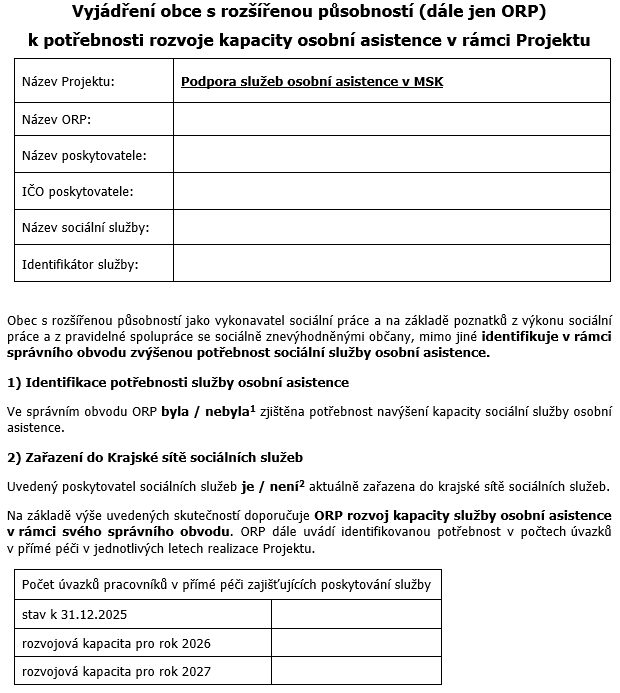 Vyjádření obce s rozšířenou působností (dále jen ORP)
k potřebnosti rozvoje kapacity osobní asistence v rámci Projektu
Název Projektu: Podpora služeb osobní asistence v MSK
Název ORP:
Název poskytovatele:
IČO poskytovatele:
Název sociální služby:
Identifikátor služby:
Obec s rozšířenou působností jako vykonavatel sociální práce a na základě poznatků z výkonu sociální
práce a z pravidelné spolupráce se sociálně znevýhodněnými občany, mimo jiné identifikuje v rámci
správního obvodu zvýšenou potřebnost sociální služby osobní asistence.
1) Identifikace potřebnosti služby osobní asistence
Ve správním obvodu ORP byla / nebyla¹ zjištěna potřebnost navýšení kapacity sociální služby osobní
asistence.
2) Zařazení do Krajské sítě sociálních služeb
Uvedený poskytovatel sociálních služeb je / není² aktuálně zařazena do krajské sítě sociálních služeb.
Na základě výše uvedených skutečností doporučuje ORP rozvoj kapacity služby osobní asistence
v rámci svého správního obvodu. ORP dále uvádí identifikovanou potřebnost v počtech úvazků
v přímé péči v jednotlivých letech realizace Projektu.
Počet úvazků pracovníků v přímé péči zajišťujících poskytování služby
stav k 31.12.2025
rozvojová kapacita pro rok 2026
rozvojová kapacita pro rok 2027